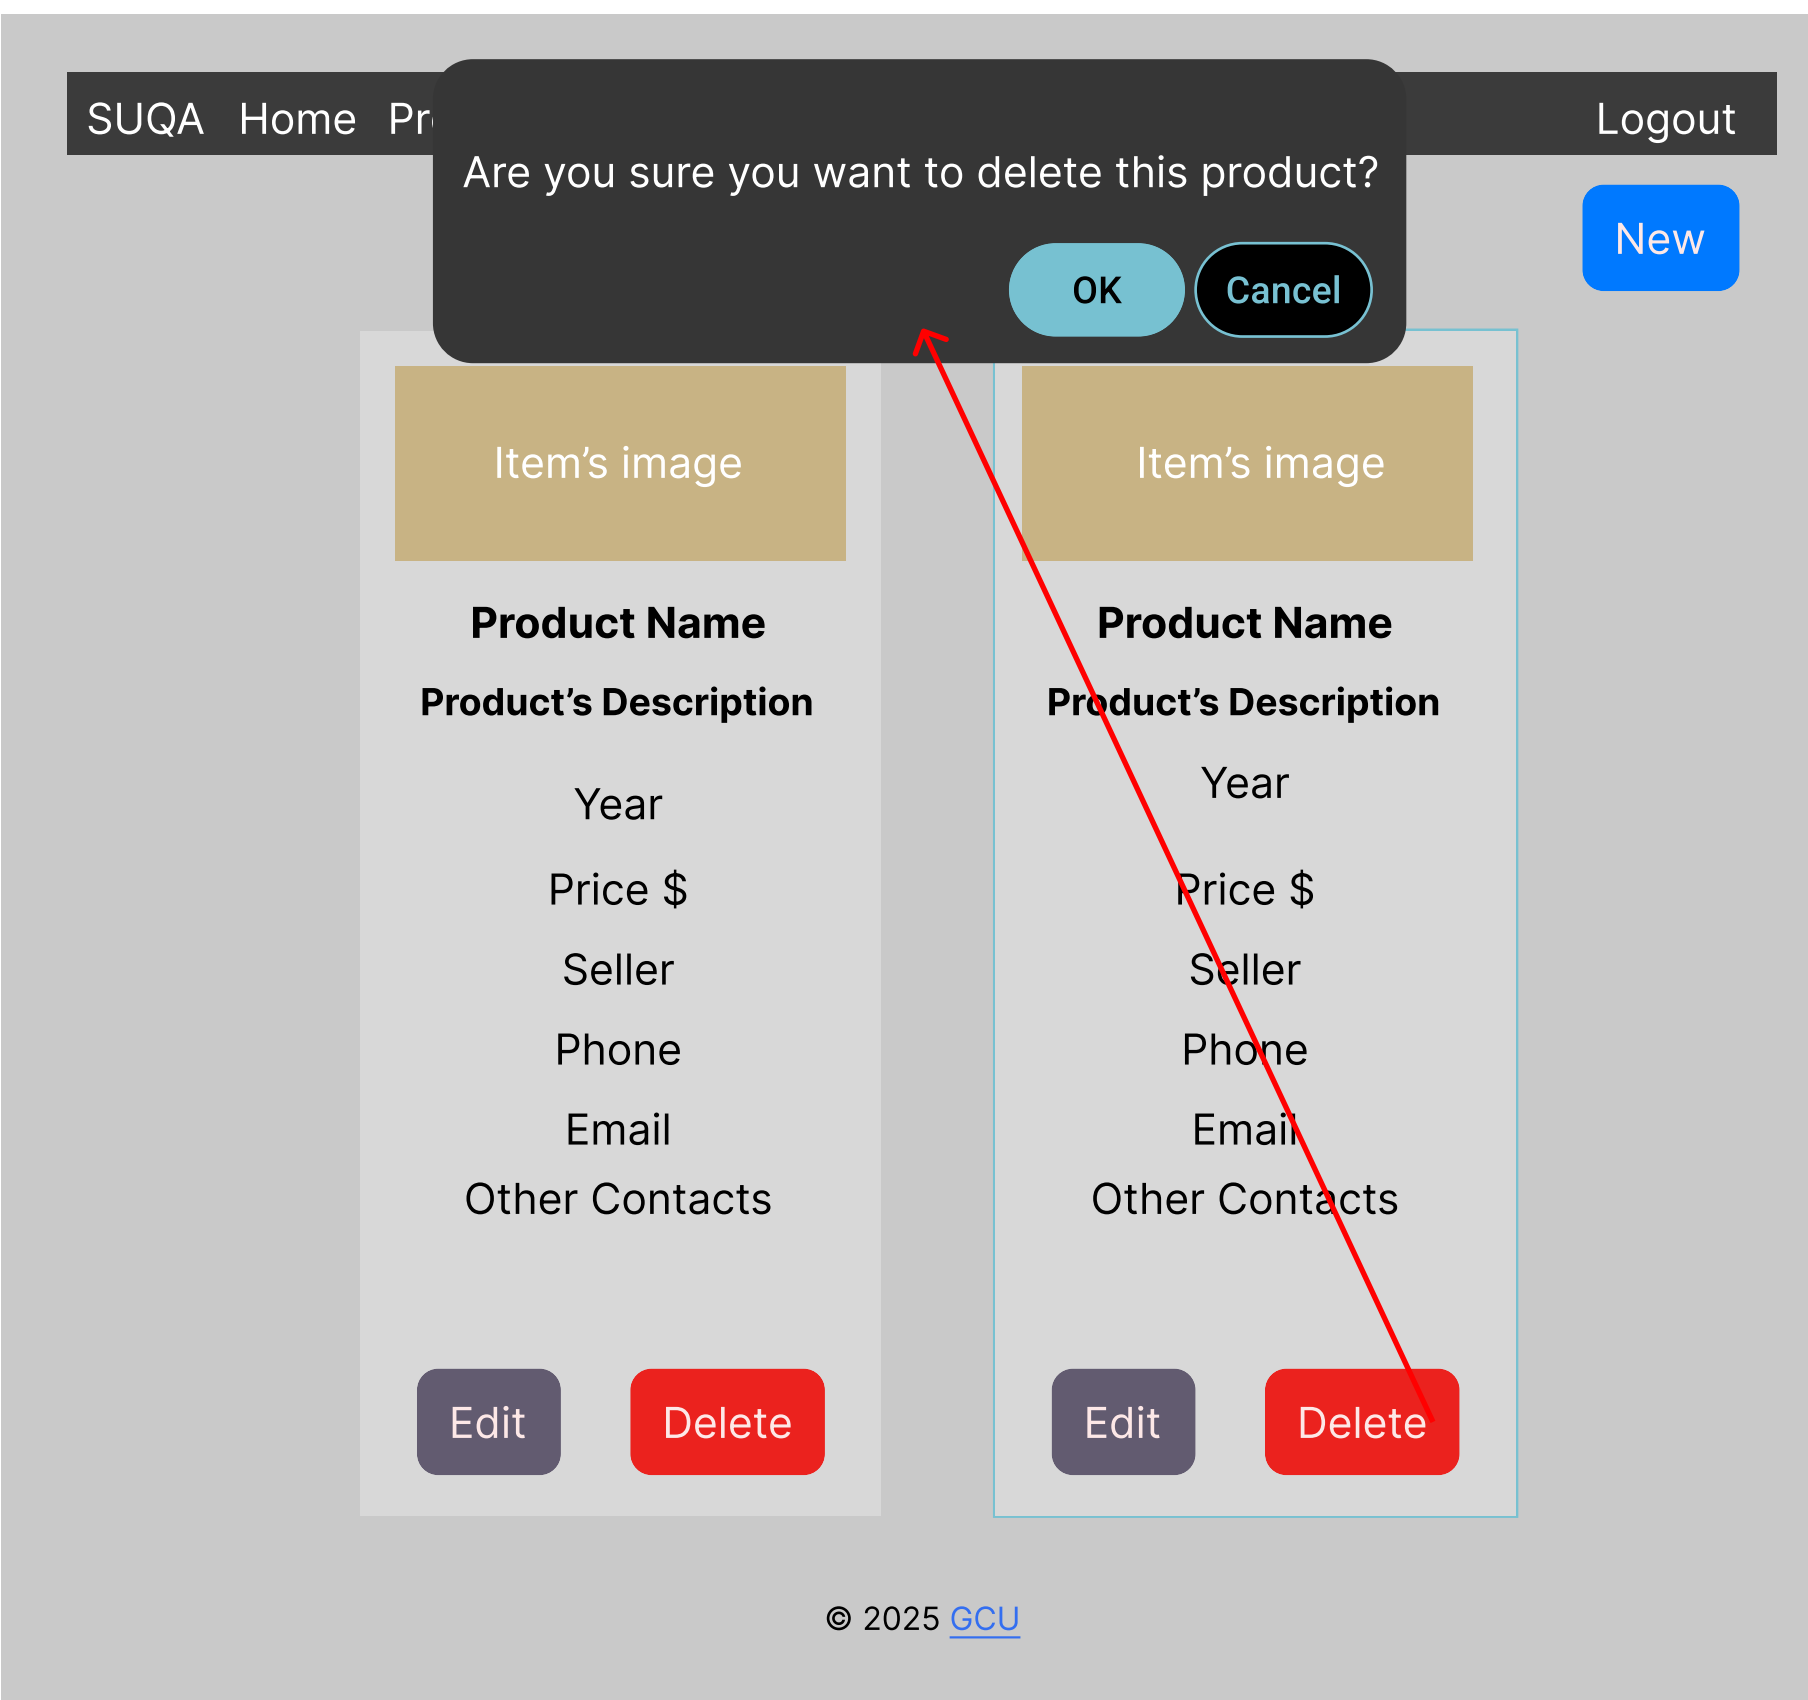 SUQA Home Logout
Are you sure you want to delete this product?
OK Cancel
New
Item’s image
Product Name
Product’s Description
Year
Price $
Seller
Phone
Email
Other Contacts
Edit Delete
Item’s image
Product Name
Product’s Description
Year
Price $
Seller
Phone
Email
Other Contacts
Edit Delete
© 2025 GCU